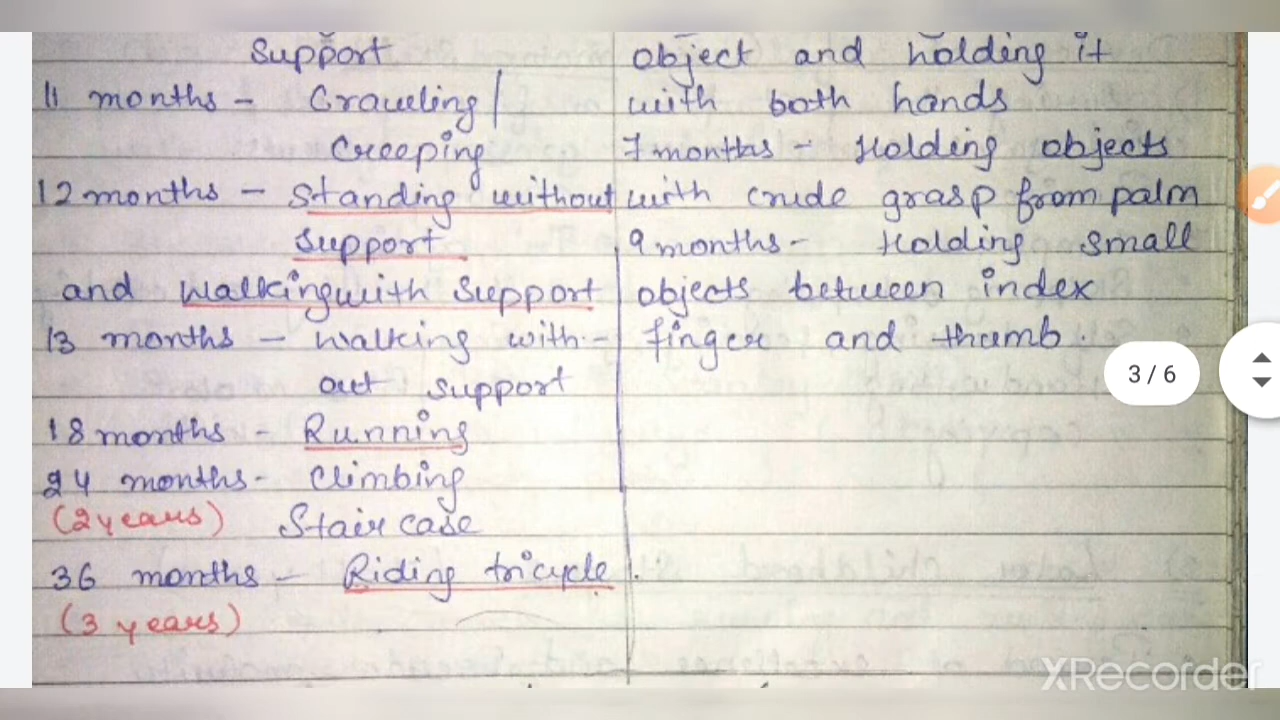 support
11 months - Crawling/
Creeping
12 months - Standing without
support
and walking with support
13 months - walking with-
out support
18 months - Running
24 months - Climbing
(2 years) Stair case
36 months - Riding tricycle.
(3 years)
object and holding it
with both hands
7 months - Holding objects
with crude grasp from palm
9 months - Holding small
objects between index
finger and thumb.
3 / 6
XRecorder